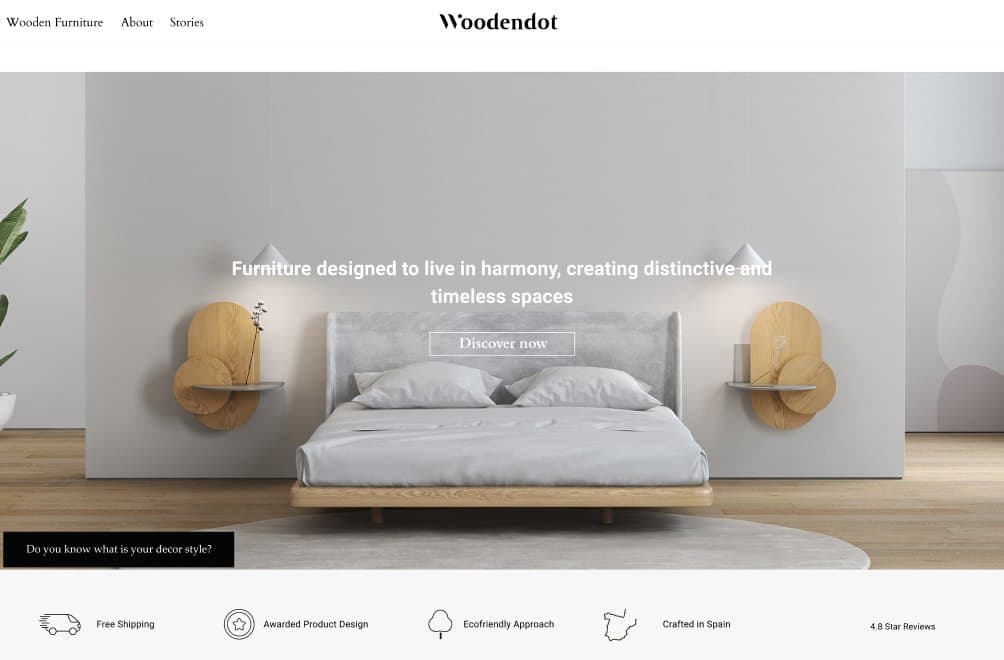 Wooden Furniture
About
Stories
Woodendot
Furniture designed to live in harmony, creating distinctive and
timeless spaces
Discover now
Do you know what is your decor style?
Free Shipping
Awarded Product Design
Ecofriendly Approach
Crafted in Spain
4.8 Star Reviews